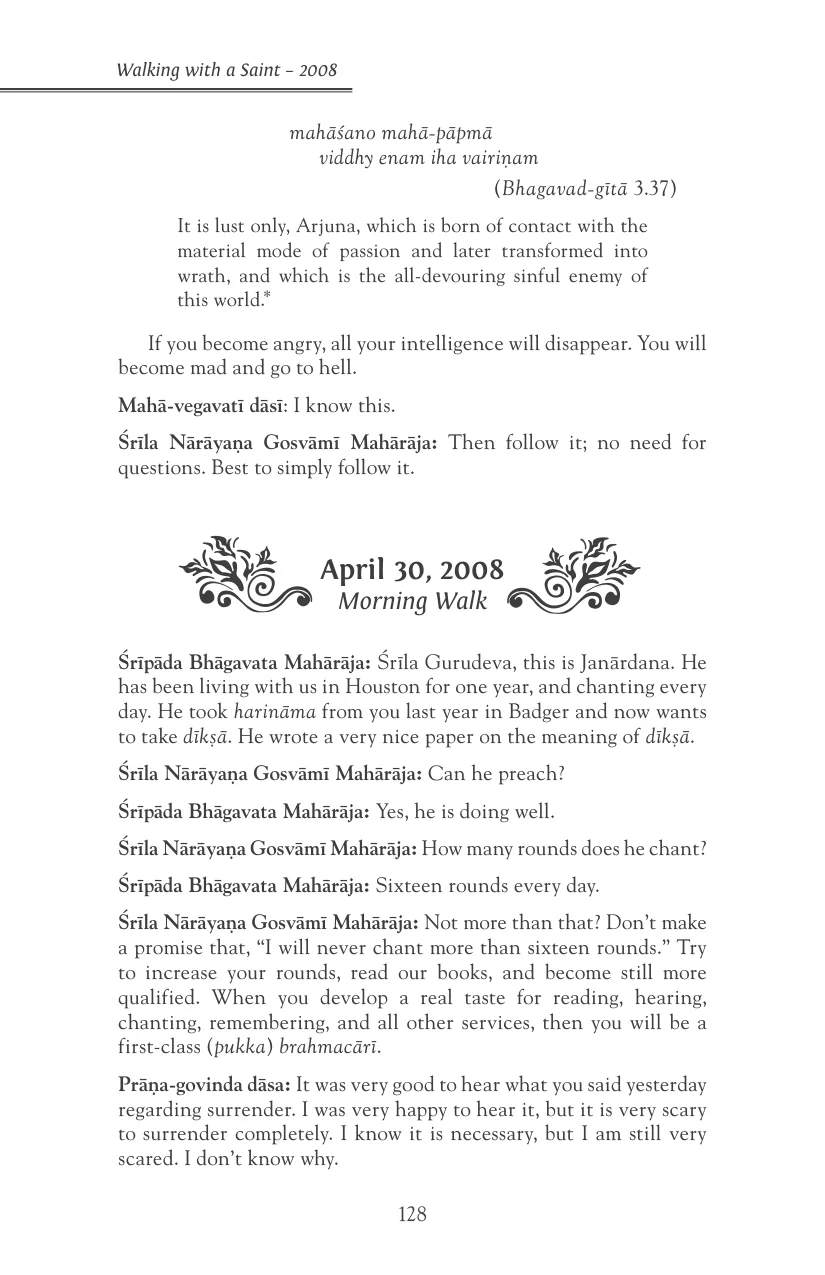 Walking with a Saint – 2008
mahāśano mahā-pāpmā
viddhy enam iha vairiṇam
(Bhagavad-gītā 3.37)
It is lust only, Arjuna, which is born of contact with the
material mode of passion and later transformed into
wrath, and which is the all-devouring sinful enemy of
this world.*
If you become angry, all your intelligence will disappear. You will
become mad and go to hell.
Mahā-vegavatī dāsī: I know this.
Śrīla Nārāyaṇa Gosvāmī Mahārāja: Then follow it; no need for
questions. Best to simply follow it.
April 30, 2008
Morning Walk
Śrīpāda Bhāgavata Mahārāja: Śrīla Gurudeva, this is Janārdana. He
has been living with us in Houston for one year, and chanting every
day. He took harināma from you last year in Badger and now wants
to take dīkṣā. He wrote a very nice paper on the meaning of dīkṣā.
Śrīla Nārāyaṇa Gosvāmī Mahārāja: Can he preach?
Śrīpāda Bhāgavata Mahārāja: Yes, he is doing well.
Śrīla Nārāyaṇa Gosvāmī Mahārāja: How many rounds does he chant?
Śrīpāda Bhāgavata Mahārāja: Sixteen rounds every day.
Śrīla Nārāyaṇa Gosvāmī Mahārāja: Not more than that? Don’t make
a promise that, “I will never chant more than sixteen rounds.” Try
to increase your rounds, read our books, and become still more
qualified. When you develop a real taste for reading, hearing,
chanting, remembering, and all other services, then you will be a
first-class (pukka) brahmacārī.
Prāṇa-govinda dāsa: It was very good to hear what you said yesterday
regarding surrender. I was very happy to hear it, but it is very scary
to surrender completely. I know it is necessary, but I am still very
scared. I don’t know why.
128